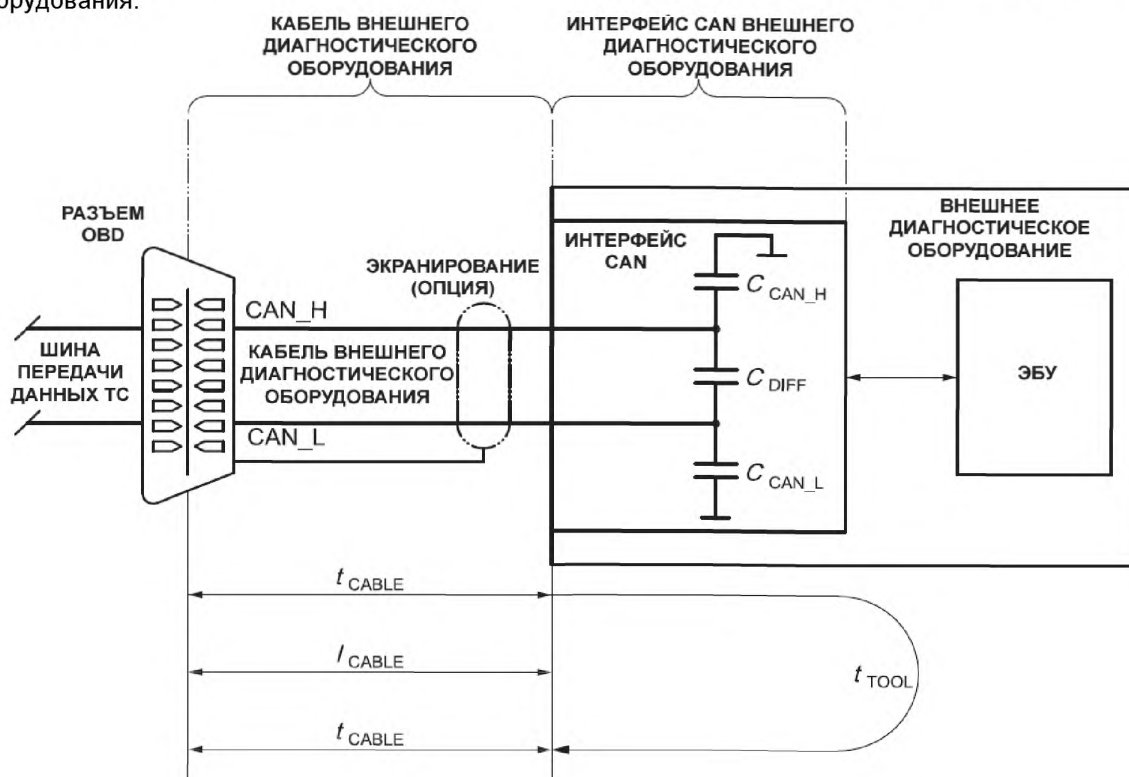 орудования.
КАБЕЛЬ ВНЕШНЕГО
ДИАГНОСТИЧЕСКОГО
ОБОРУДОВАНИЯ
ИНТЕРФЕЙС CAN ВНЕШНЕГО
ДИАГНОСТИЧЕСКОГО
ОБОРУДОВАНИЯ
РАЗЪЕМ
OBD
ЭКРАНИРОВАНИЕ
(ОПЦИЯ)
ИНТЕРФЕЙС
CAN
ВНЕШНЕЕ
ДИАГНОСТИЧЕСКОЕ
ОБОРУДОВАНИЕ
C CAN_H
CAN_H
ШИНА
ПЕРЕДАЧИ
ДАННЫХ ТС
КАБЕЛЬ ВНЕШНЕГО
ДИАГНОСТИЧЕСКОГО
ОБОРУДОВАНИЯ
C DIFF
ЭБУ
CAN_L
C CAN_L
t CABLE
l CABLE
t TOOL
t CABLE